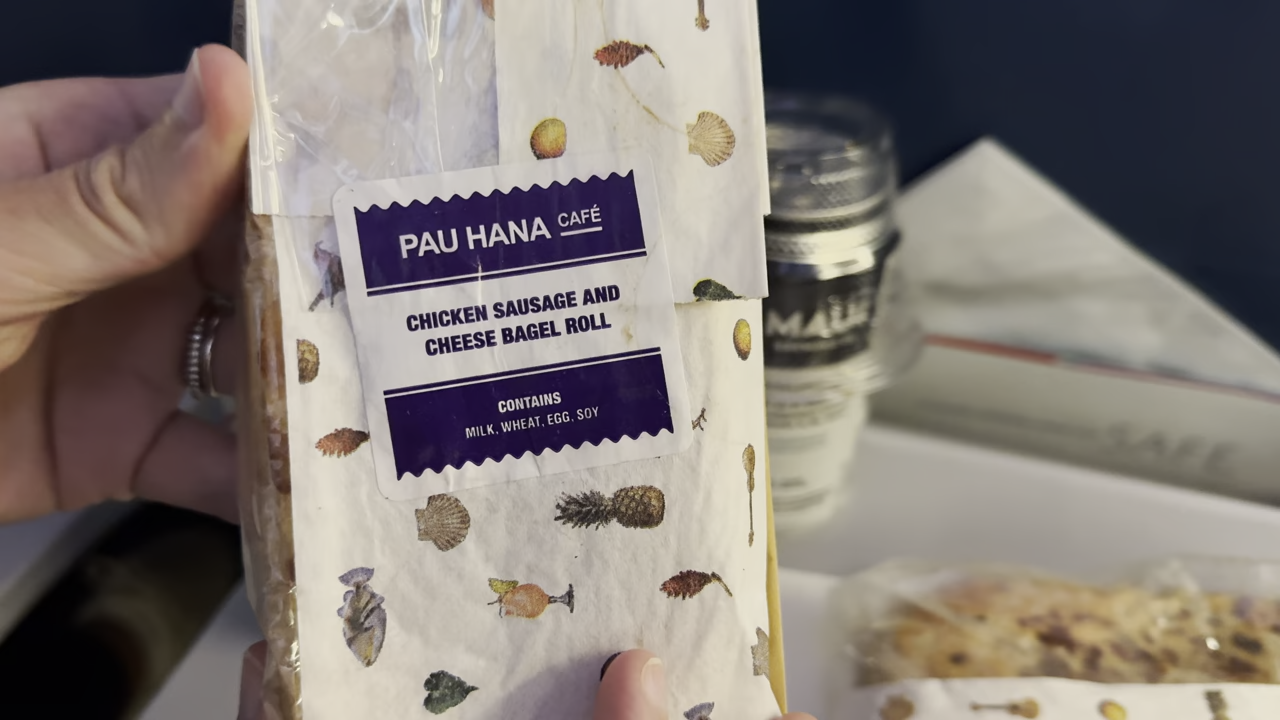 PAU HANA CAFÉ
CHICKEN SAUSAGE AND
CHEESE BAGEL ROLL
CONTAINS
MILK, WHEAT, EGG, SOY